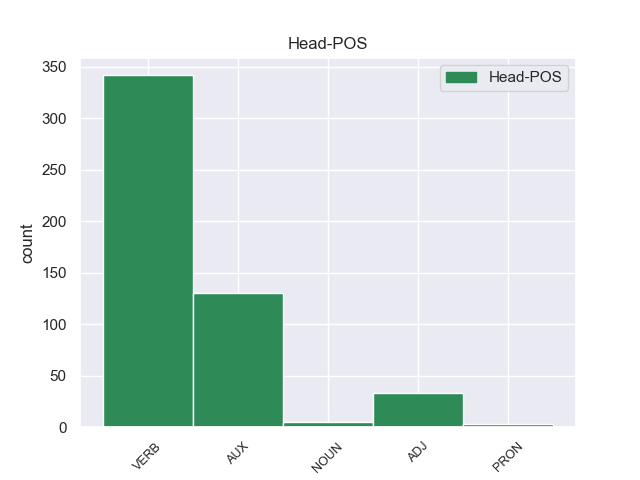 Head-POS
Head-POS
350
300
250
200
150
100
50
0
count
VERB
AUX
NOUN
ADJ
PRON